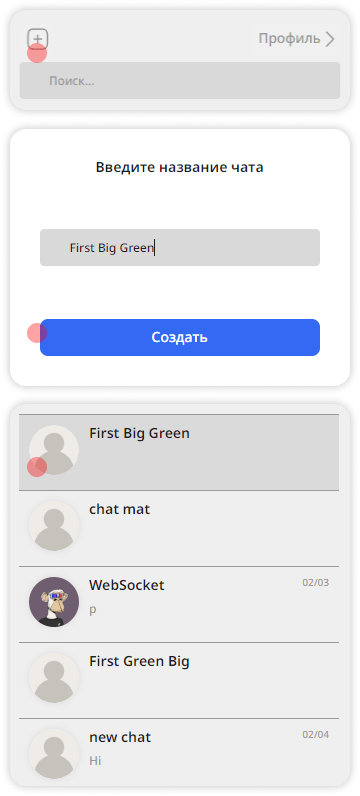 Профиль
Поиск...
Введите название чата
First Big Green
Создать
First Big Green
chat mat
WebSocket
02/03
p
First Green Big
new chat
02/04
Hi